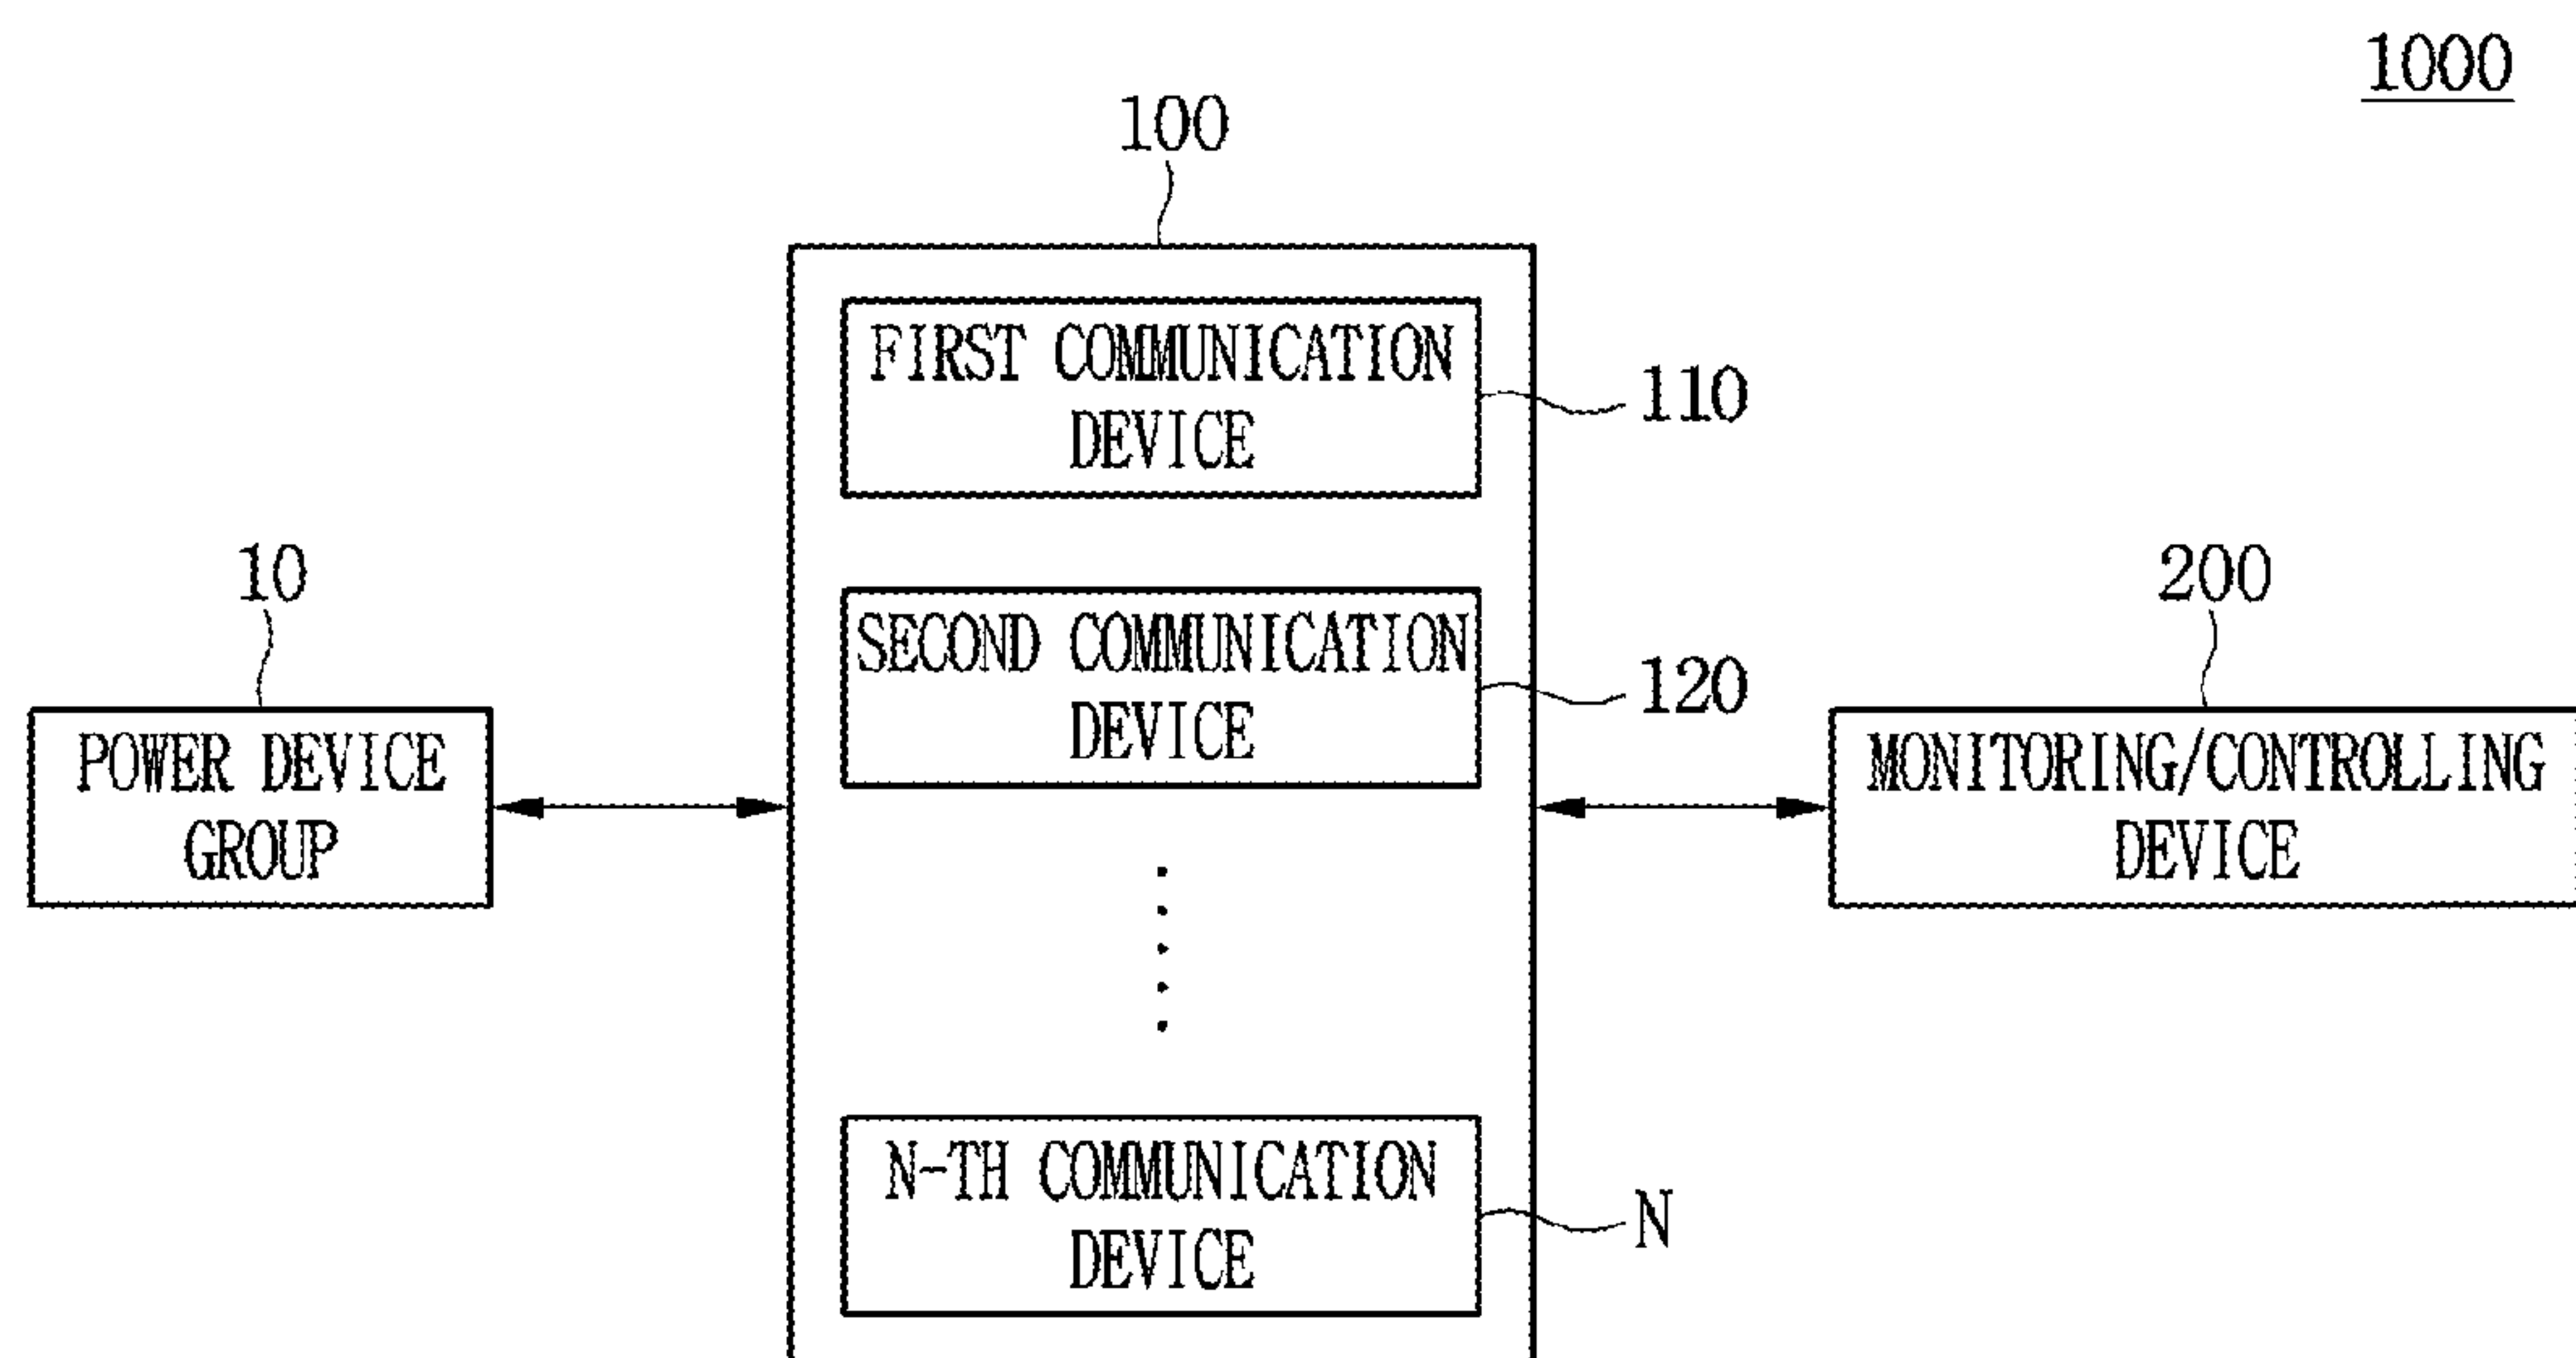 1000
100
FIRST COMMUNICATION
DEVICE
110
10
SECOND COMMUNICATION
DEVICE
120
200
POWER DEVICE
GROUP
MONITORING/CONTROLLING
DEVICE
N-TH COMMUNICATION
DEVICE
N